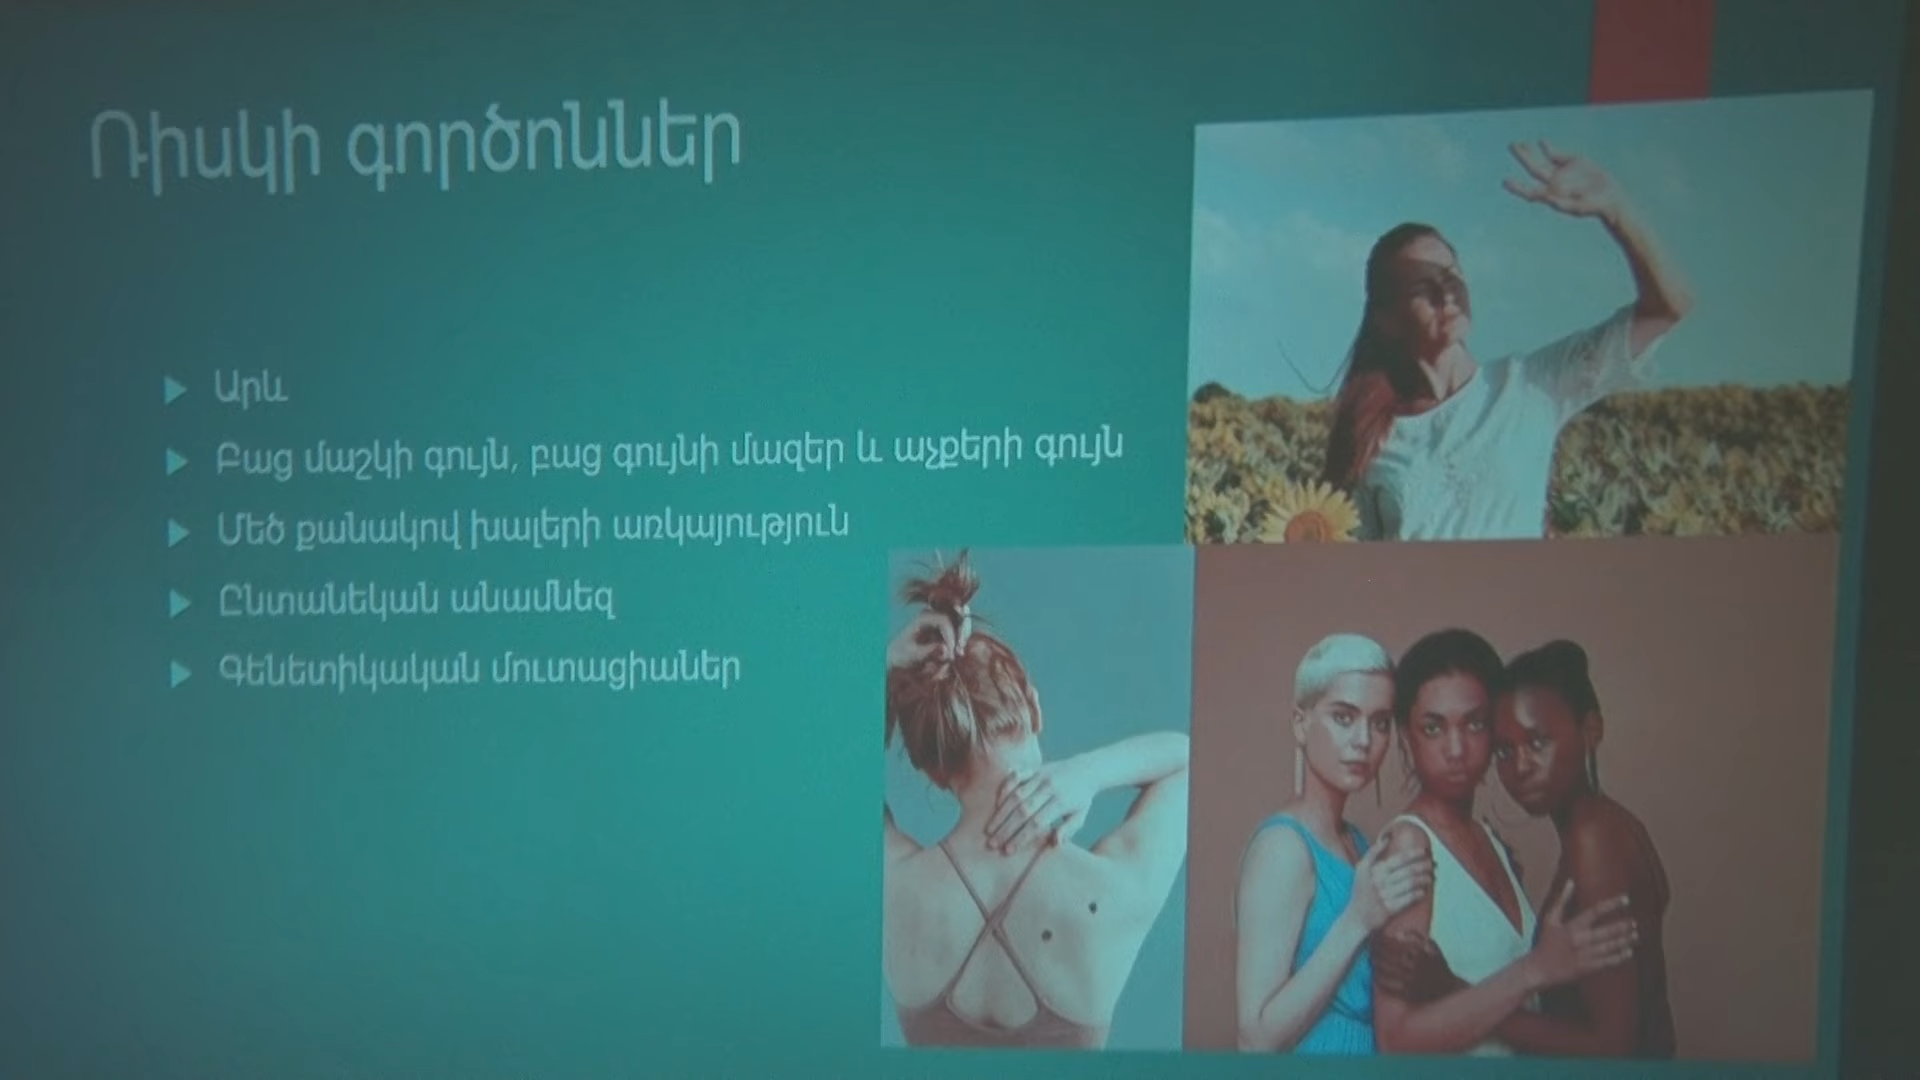 Ռիսկի գործոններ
Արև
Բաց մաշկի գույն, բաց գույնի մազեր և աչքերի գույն
Մեծ քանակով խալերի առկայություն
Ընտանեկան անամնեզ
Գենետիկական մուտացիաներ